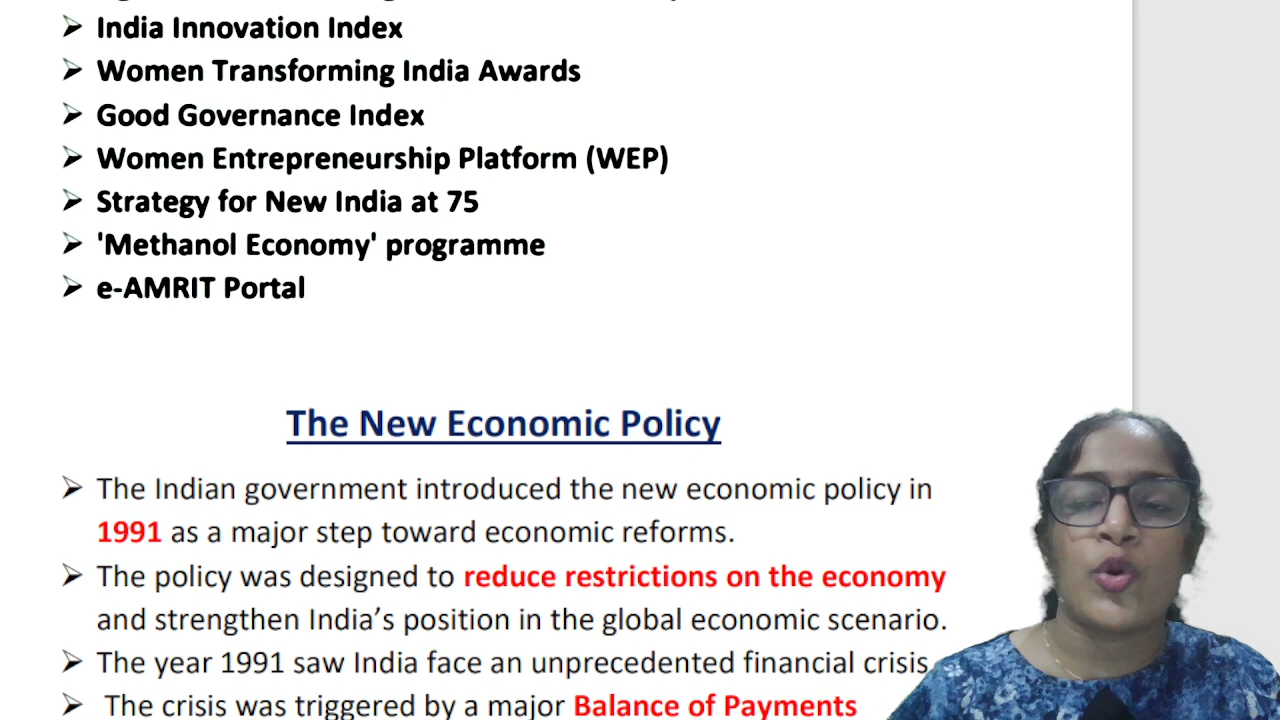 India Innovation Index
Women Transforming India Awards
Good Governance Index
Women Entrepreneurship Platform (WEP)
Strategy for New India at 75
'Methanol Economy' programme
e-AMRIT Portal
The New Economic Policy
The Indian government introduced the new economic policy in
1991 as a major step toward economic reforms.
The policy was designed to reduce restrictions on the economy
and strengthen India’s position in the global economic scenario.
The year 1991 saw India face an unprecedented financial crisis.
The crisis was triggered by a major Balance of Payments